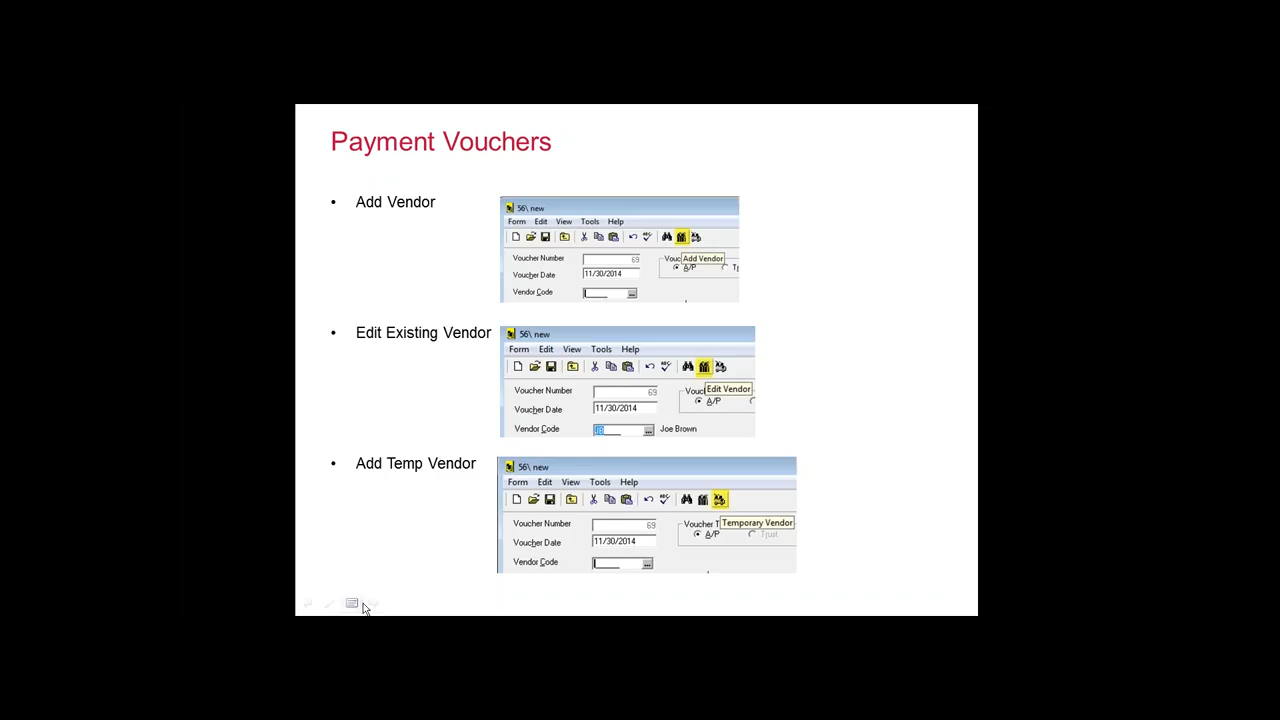 Payment Vouchers
• Add Vendor
56\ new
Form Edit View Tools Help
Voucher Number 69
Add Vendor
Voucher Date 11/30/2014
A/P
Vendor Code
• Edit Existing Vendor
56\ new
Form Edit View Tools Help
Voucher Number 69
Edit Vendor
Voucher Date 11/30/2014
A/P
Vendor Code Joe Brown
• Add Temp Vendor
56\ new
Form Edit View Tools Help
Voucher Number 69
Voucher T
Temporary Vendor
Voucher Date 11/30/2014
A/P Trust
Vendor Code